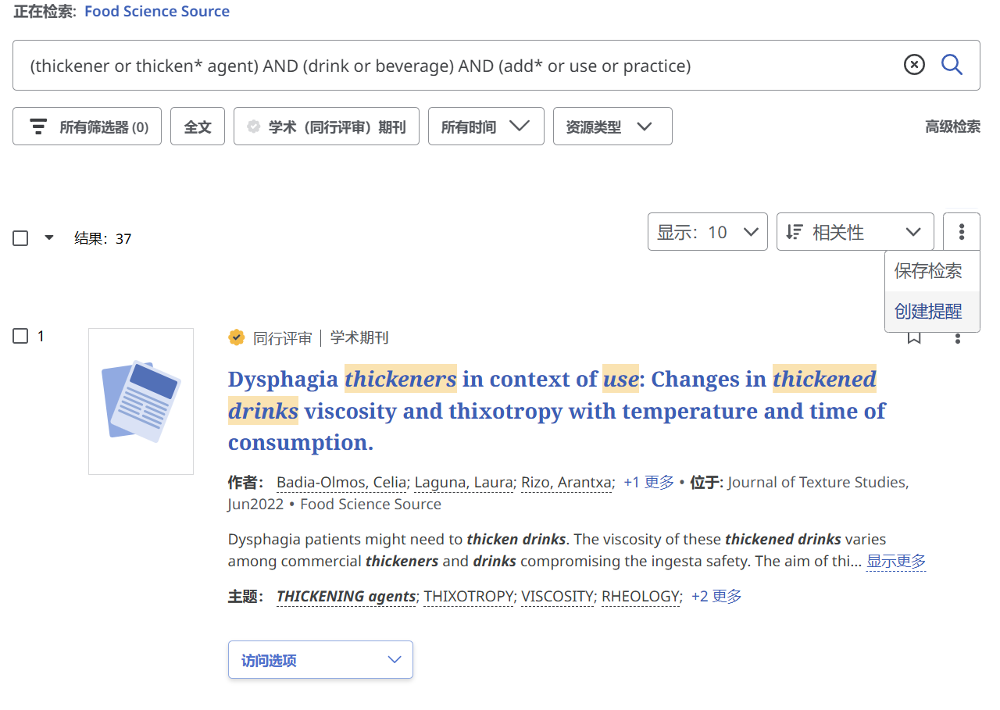 正在检索: Food Science Source
(thickener or thicken* agent) AND (drink or beverage) AND (add* or use or practice)
所有筛选器 (0) 全文 学术（同行评审）期刊 所有时间 资源类型 高级检索
结果：37 显示：10 相关性
保存检索
创建提醒
1 同行评审 | 学术期刊
Dysphagia thickeners in context of use: Changes in thickened
drinks viscosity and thixotropy with temperature and time of
consumption.
作者： Badia-Olmos, Celia; Laguna, Laura; Rizo, Arantxa; +1 更多 • 位于: Journal of Texture Studies,
Jun2022 • Food Science Source
Dysphagia patients might need to thicken drinks. The viscosity of these thickened drinks varies
among commercial thickeners and drinks compromising the ingesta safety. The aim of thi... 显示更多
主题： THICKENING agents; THIXOTROPY; VISCOSITY; RHEOLOGY; +2 更多
访问选项